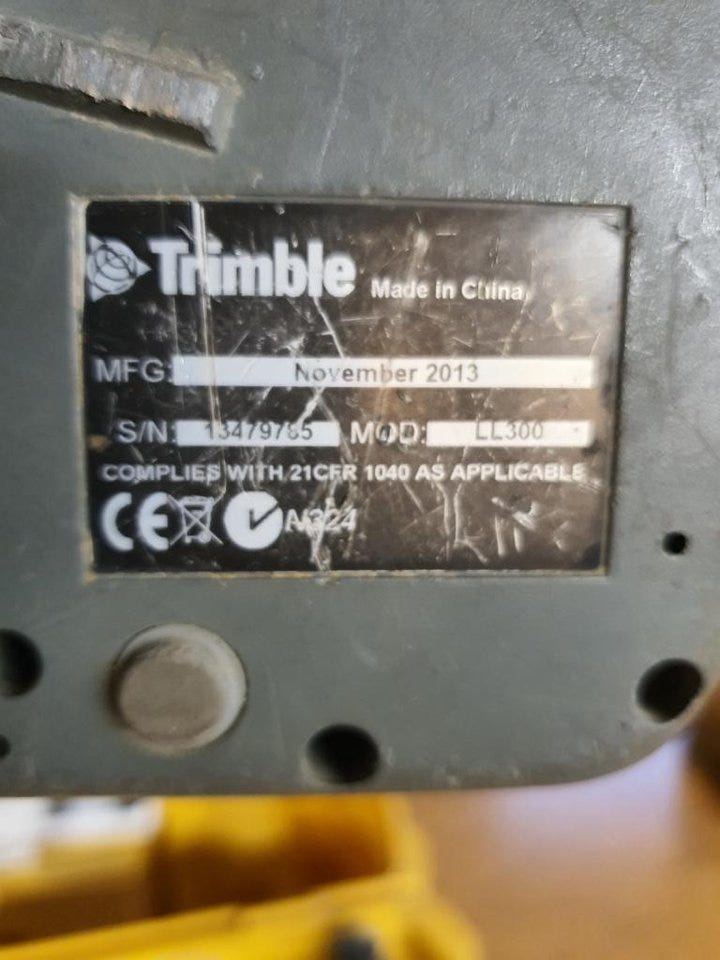 Trimble Made in China
MFG: November 2013
S/N: 13479785 MOD: LL300
COMPLIES WITH 21CFR 1040 AS APPLICABLE
CE N324